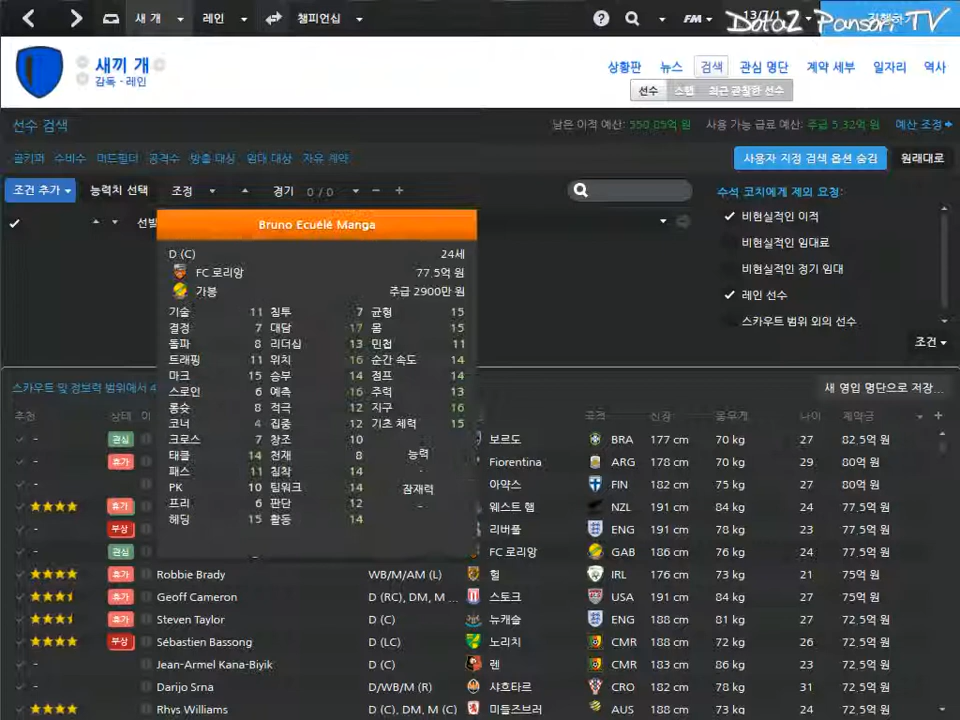 새 개 레인 챔피언십 FM 13/7/1
Dota2 Pansori TV
새끼 개
감독 - 레인
상황판 뉴스 검색 관심 명단 계약 세부 일자리 역사
선수 스탭 최근 관찰한 선수
선수 검색
남은 이적 예산: 550.85억 원 사용 가능 급료 예산: 주급 5.32억 원 예산 조정
골키퍼 수비수 미드필더 공격수 방출 대상 임대 대상 자유 계약
사용자 지정 검색 옵션 숨김 원래대로
조건 추가 능력치 선택 조정 경기 0 / 0
수석 코치에게 제외 요청:
비현실적인 이적
비현실적인 임대료
비현실적인 정기 임대
레인 선수
스카우트 범위 외의 선수
조건
Bruno Ecuélé Manga
D (C) 24세
FC 로리앙 77.5억 원
가봉 주급 2900만 원
기술 11 침투 7 균형 15
결정 7 대담 17 몸 15
돌파 8 리더십 13 민첩 11
트래핑 11 위치 16 순간 속도 14
마크 15 승부 14 점프 14
스로인 6 예측 16 주력 13
롱슛 8 적극 12 지구 16
코너 4 집중 12 기초 체력 15
크로스 7 창조 10
태클 14 천재 8 능력
패스 11 침착 14 -
PK 10 팀워크 14 잠재력
프리 6 판단 12 -
헤딩 15 활동 14
새 영입 명단으로 저장...
추천 상태 이 국적 신장 몸무게 나이 계약금
- 관심 보르도 BRA 177 cm 70 kg 27 82.5억 원
- 휴가 Fiorentina ARG 178 cm 70 kg 29 80억 원
- 아약스 FIN 182 cm 75 kg 27 80억 원
휴가 웨스트 햄 NZL 191 cm 84 kg 24 77.5억 원
- 부상 리버풀 ENG 191 cm 78 kg 23 77.5억 원
- 관심 FC 로리앙 GAB 186 cm 76 kg 24 77.5억 원
휴가 Robbie Brady WB/M/AM (L) 헐 IRL 176 cm 73 kg 21 75억 원
휴가 Geoff Cameron D (RC), DM, M ... 스토크 USA 191 cm 84 kg 27 75억 원
휴가 Steven Taylor D (C) 뉴캐슬 ENG 188 cm 81 kg 27 72.5억 원
부상 Sébastien Bassong D (LC) 노리치 CMR 188 cm 72 kg 26 72.5억 원
- Jean-Armel Kana-Biyik D (C) 렌 CMR 183 cm 86 kg 23 72.5억 원
- Darijo Srna D/WB/M (R) 샤흐타르 CRO 182 cm 78 kg 31 72.5억 원
Rhys Williams D (C), DM, M (C) 미들즈브러 AUS 188 cm 73 kg 24 72.5억 원